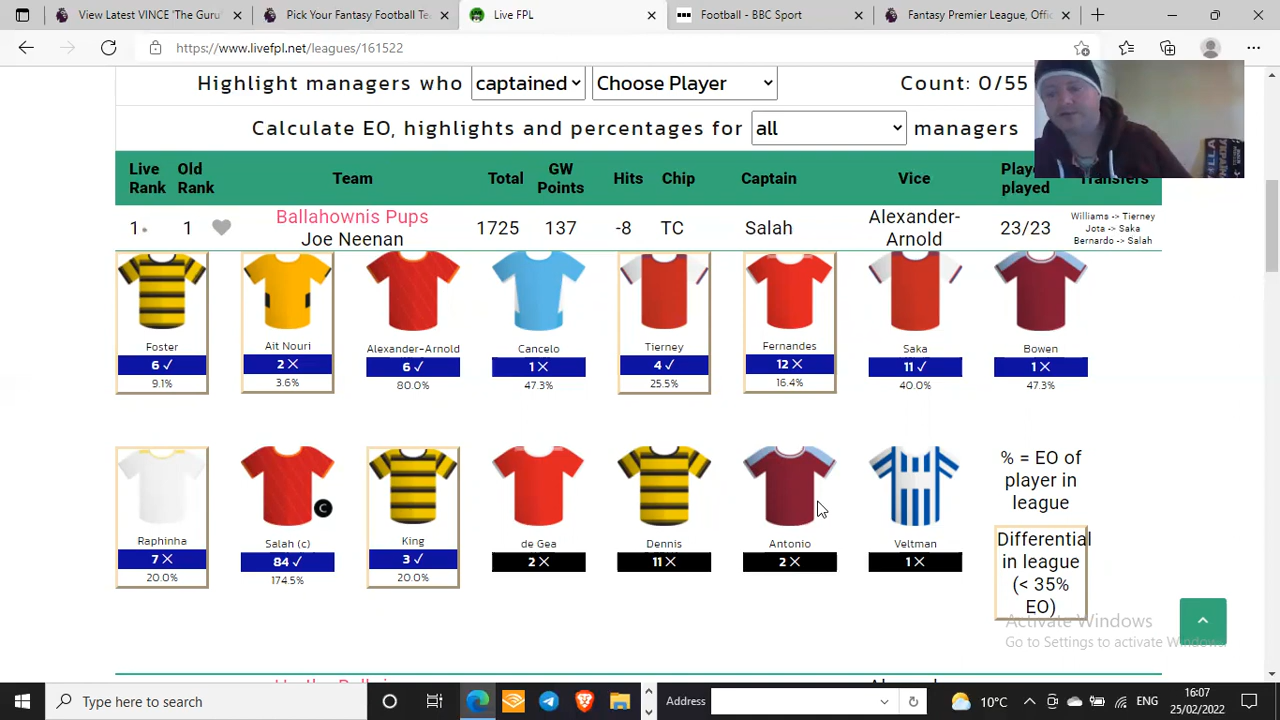 View Latest VINCE 'The Guru'
Pick Your Fantasy Football Te
Live FPL
Football - BBC Sport
Fantasy Premier League, Offi
https://www.livefpl.net/leagues/161522
Highlight managers who captained Choose Player Count: 0/55
Calculate EO, highlights and percentages for all managers
Live Rank Old Rank Team Total GW Points Hits Chip Captain Vice played Transfers
1 1 Ballahownis Pups Joe Neenan 1725 137 -8 TC Salah Alexander-Arnold 23/23
Williams -> Tierney
Jota -> Saka
Bernardo -> Salah
Foster Aït Nouri Alexander-Arnold Cancelo Tierney Fernandes Saka Bowen
6 ✓ 2 ✕ 6 ✓ 1 ✕ 4 ✓ 12 ✕ 11 ✓ 1 ✕
9.1% 3.6% 80.0% 47.3% 25.5% 16.4% 40.0% 47.3%
Raphinha Salah (c) King de Gea Dennis Antonio Veltman
7 ✕ 84 ✓ 3 ✓ 2 ✕ 11 ✕ 2 ✕ 1 ✕
20.0% 174.5% 20.0%
C
% = EO of
player in
league
Differential
in league
(< 35%
EO)
Activate Windows
Go to Settings to activate Windows.
Type here to search
Address
10°C
ENG
16:07
25/02/2022